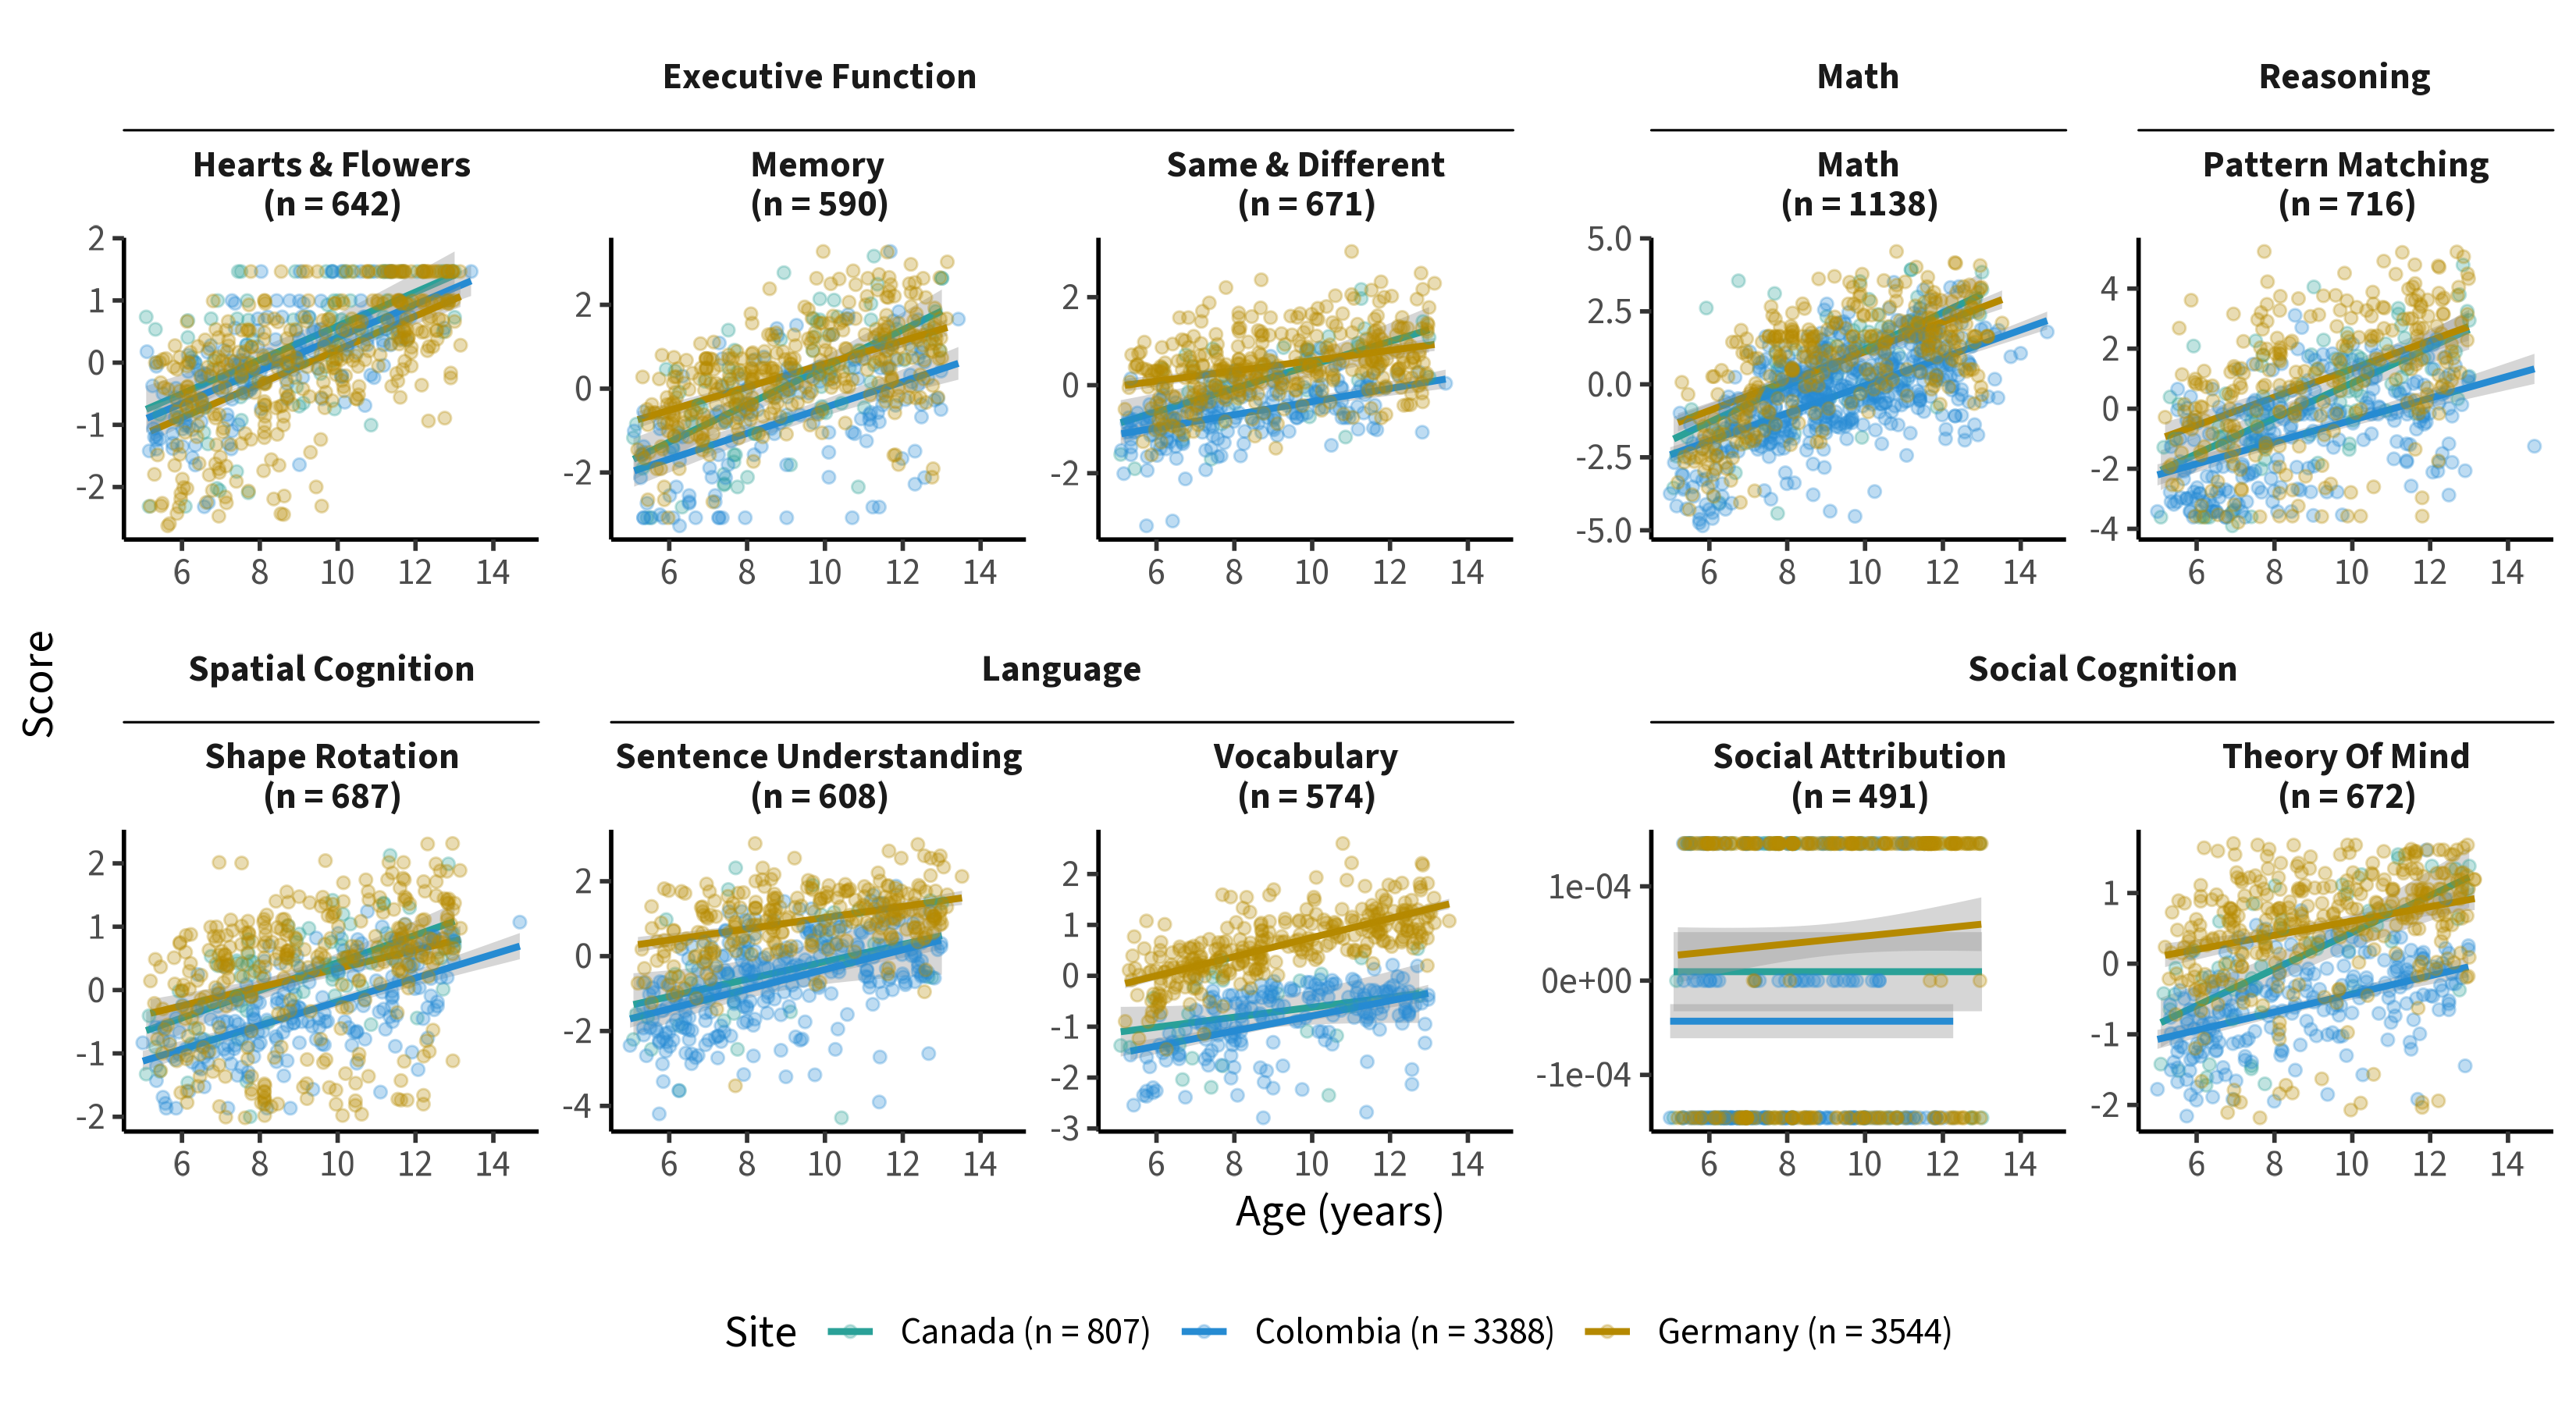 Executive Function
Math
Reasoning
Hearts & Flowers
(n = 642)
Memory
(n = 590)
Same & Different
(n = 671)
Math
(n = 1138)
Pattern Matching
(n = 716)
2
1
0
-1
-2
6 8 10 12 14
2
0
-2
6 8 10 12 14
2
0
-2
6 8 10 12 14
5.0
2.5
0.0
-2.5
-5.0
6 8 10 12 14
4
2
0
-2
-4
6 8 10 12 14
Score
Spatial Cognition
Language
Social Cognition
Shape Rotation
(n = 687)
Sentence Understanding
(n = 608)
Vocabulary
(n = 574)
Social Attribution
(n = 491)
Theory Of Mind
(n = 672)
2
1
0
-1
-2
6 8 10 12 14
2
0
-2
-4
6 8 10 12 14
2
1
0
-1
-2
-3
6 8 10 12 14
1e-04
0e+00
-1e-04
6 8 10 12 14
1
0
-1
-2
6 8 10 12 14
Age (years)
Site Canada (n = 807) Colombia (n = 3388) Germany (n = 3544)